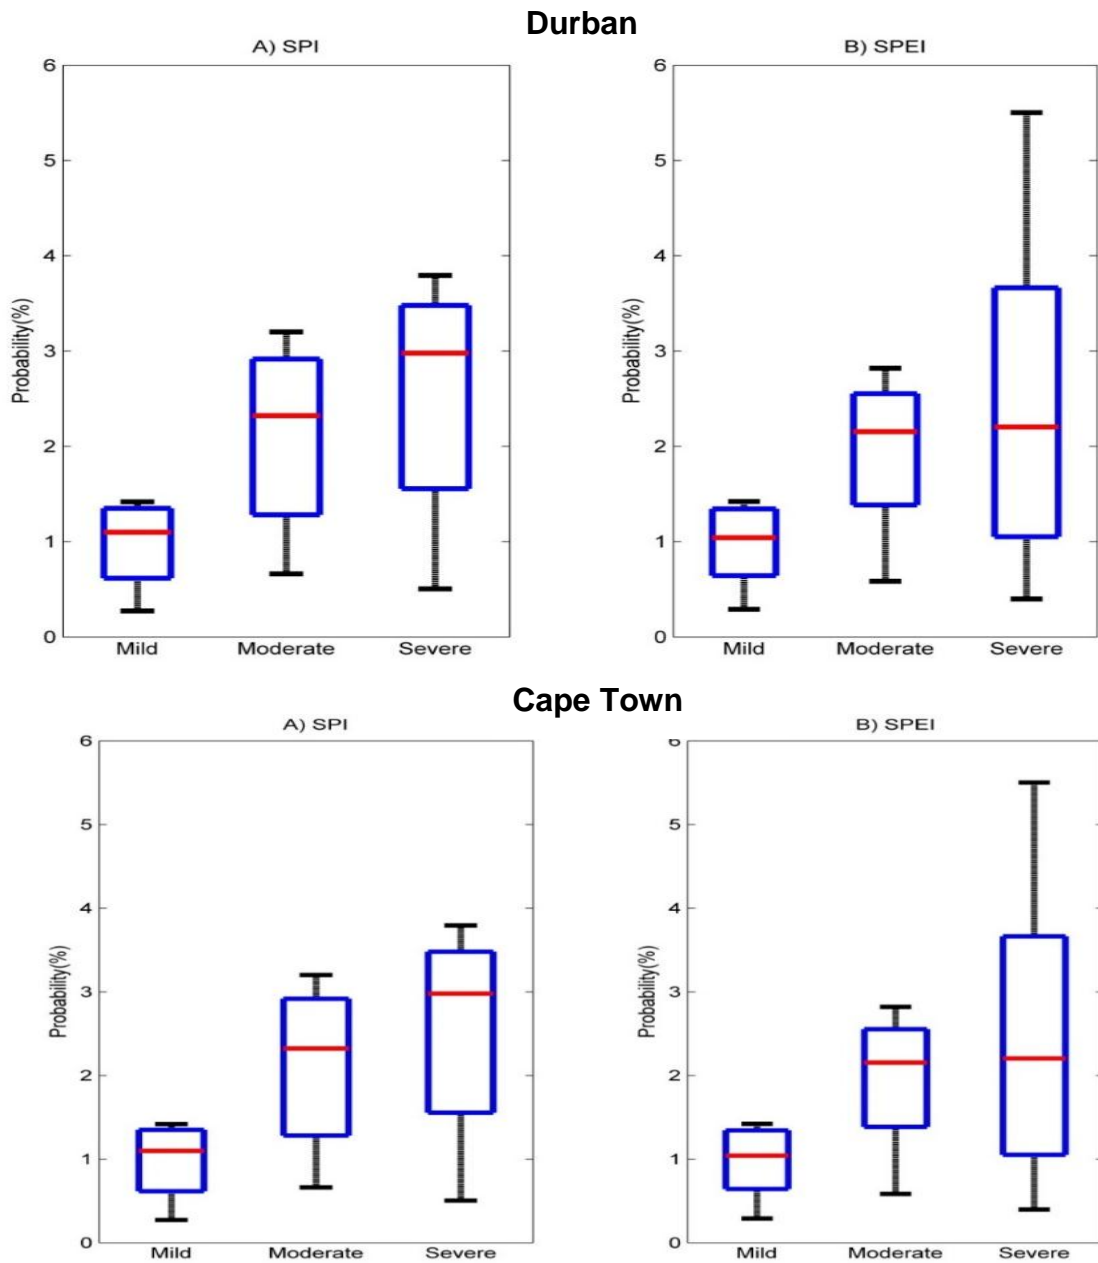 Durban
A) SPI
B) SPEI
6
5
4
3
2
1
0
Probability(%)
Mild Moderate Severe
6
5
4
3
2
1
0
Probability(%)
Mild Moderate Severe
Cape Town
A) SPI
B) SPEI
6
5
4
3
2
1
0
Probability(%)
Mild Moderate Severe
6
5
4
3
2
1
0
Probability(%)
Mild Moderate Severe